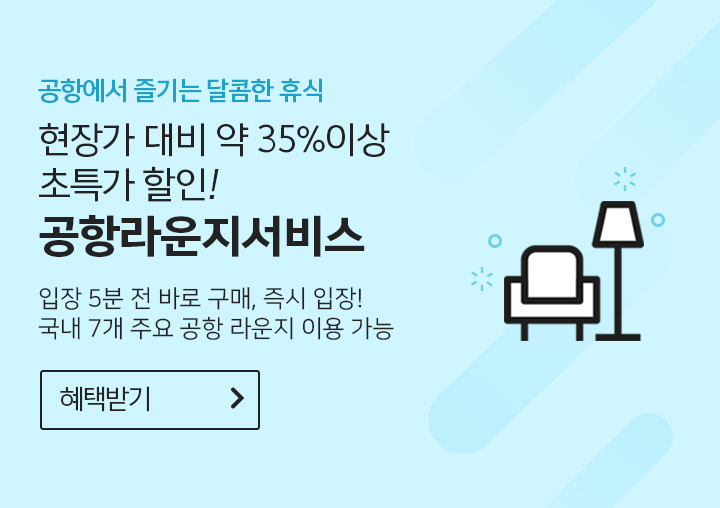 공항에서 즐기는 달콤한 휴식
현장가 대비 약 35%이상
초특가 할인!
공항라운지서비스
입장 5분 전 바로 구매, 즉시 입장!
국내 7개 주요 공항 라운지 이용 가능
혜택받기